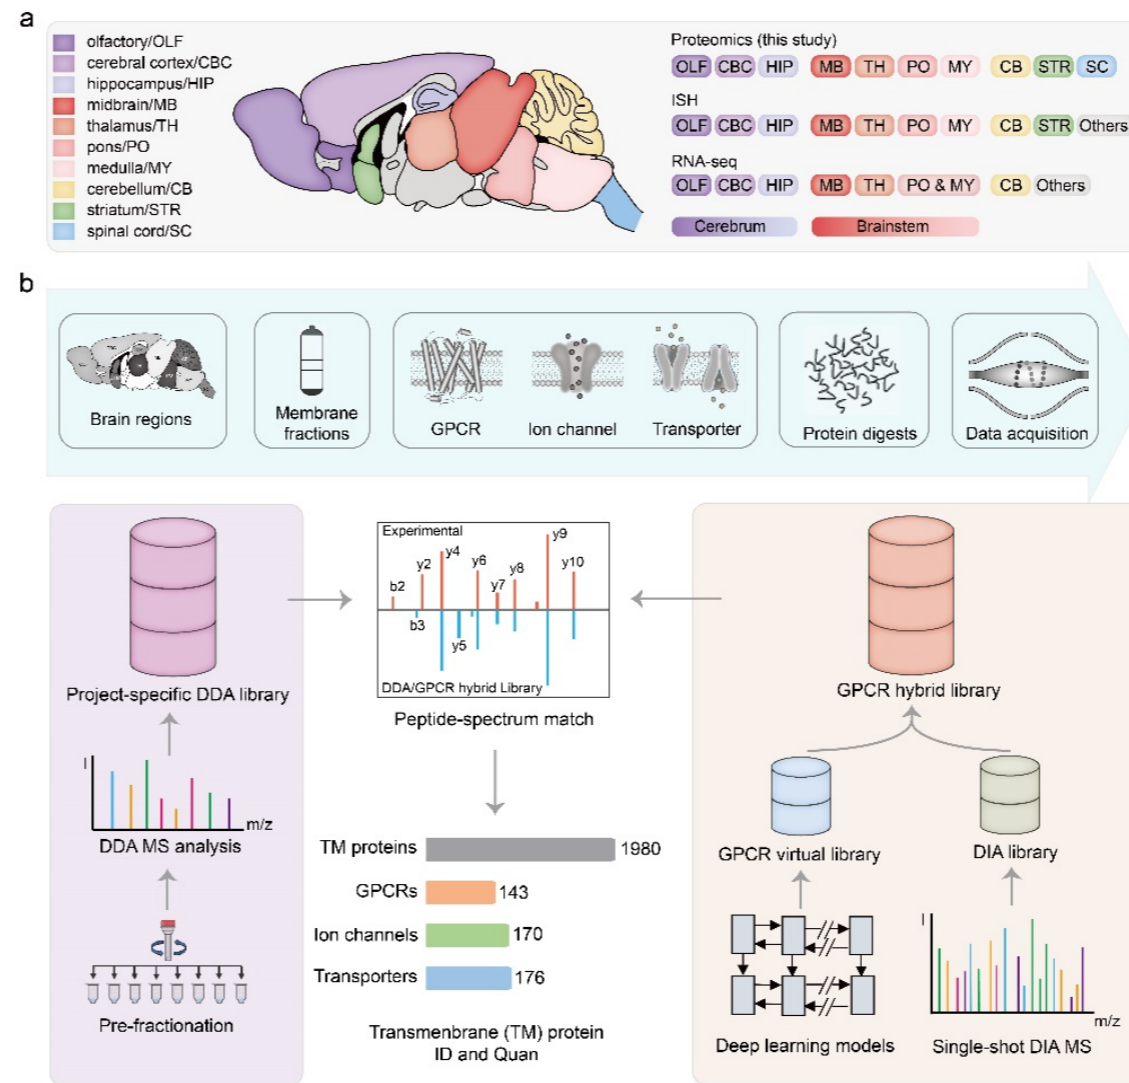 a
olfactory/OLF
cerebral cortex/CBC
hippocampus/HIP
midbrain/MB
thalamus/TH
pons/PO
medulla/MY
cerebellum/CB
striatum/STR
spinal cord/SC
Proteomics (this study)
OLF CBC HIP MB TH PO MY CB STR SC
ISH
OLF CBC HIP MB TH PO MY CB STR Others
RNA-seq
OLF CBC HIP MB TH PO & MY CB Others
Cerebrum Brainstem
b
Brain regions
Membrane
fractions
GPCR Ion channel Transporter
Protein digests
Data acquisition
Project-specific DDA library
I
m/z
DDA MS analysis
Pre-fractionation
Experimental
b2 y2 y4 y6 y7 y8 y9 y10
b3 y5
DDA/GPCR hybrid Library
Peptide-spectrum match
TM proteins 1980
GPCRs 143
Ion channels 170
Transporters 176
Transmenbrane (TM) protein
ID and Quan
GPCR hybrid library
GPCR virtual library
DIA library
Deep learning models
I
m/z
Single-shot DIA MS